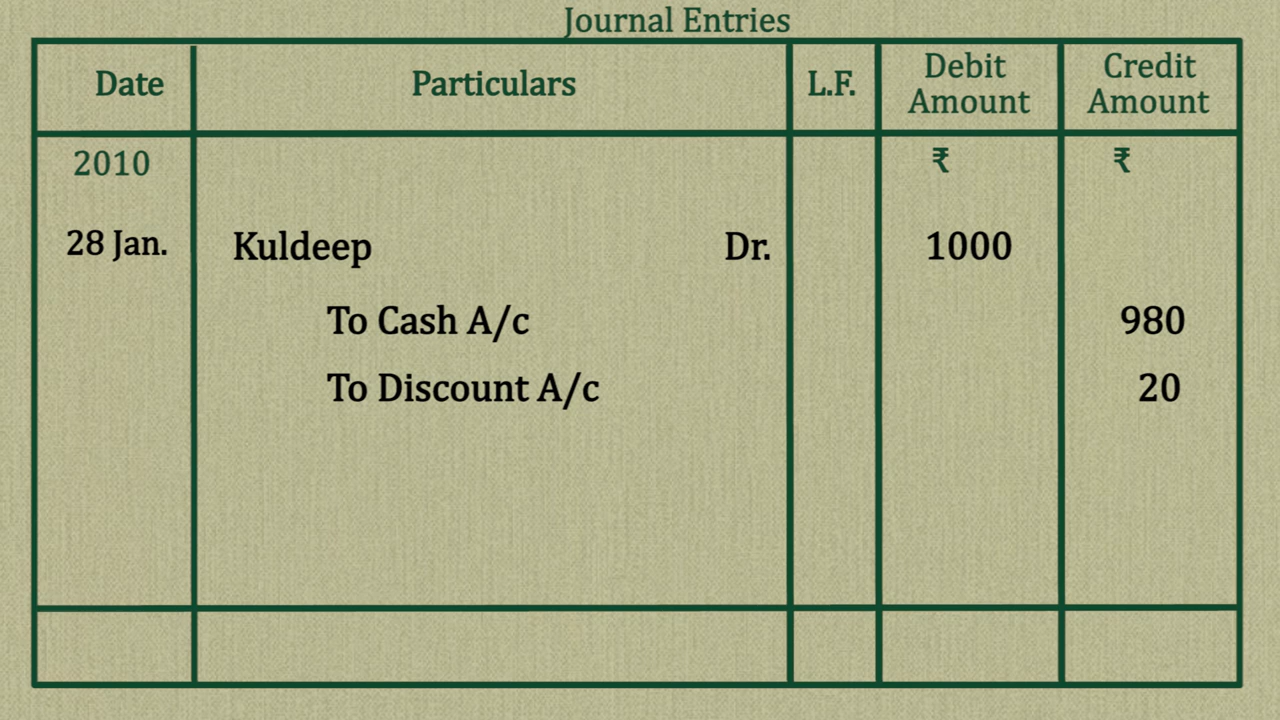 Journal Entries
Date Particulars L.F. Debit Amount Credit Amount
2010 ₹ ₹
28 Jan. Kuldeep Dr. 1000
To Cash A/c 980
To Discount A/c 20